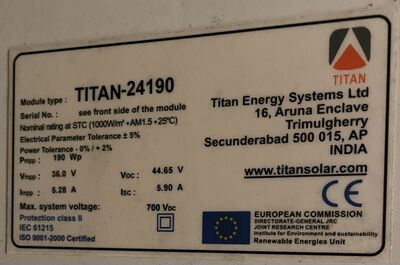 Module type: TITAN-24190
Serial No.: see front side of the module
Nominal rating at STC (1000W/m² •AM1.5 •25°C)
Electrical Parameter Tolerance ± 5%
Power Tolerance - 0% / + 2%
PMPP : 190 Wp
VMPP : 36.0 V VOC : 44.65 V
IMPP : 5.28 A ISC : 5.90 A
Max. system voltage: 700 VDC
Protection class II
IEC 61215
ISO 9001-2000 Certified
TITAN
Titan Energy Systems Ltd
16, Aruna Enclave
Trimulgherry
Secunderabad 500 015, AP
INDIA
www.titansolar.com
CE
EUROPEAN COMMISSION
DIRECTORATE-GENERAL JRC
JOINT RESEARCH CENTRE
Institute for Environment and sustainability
Renewable Energies Unit